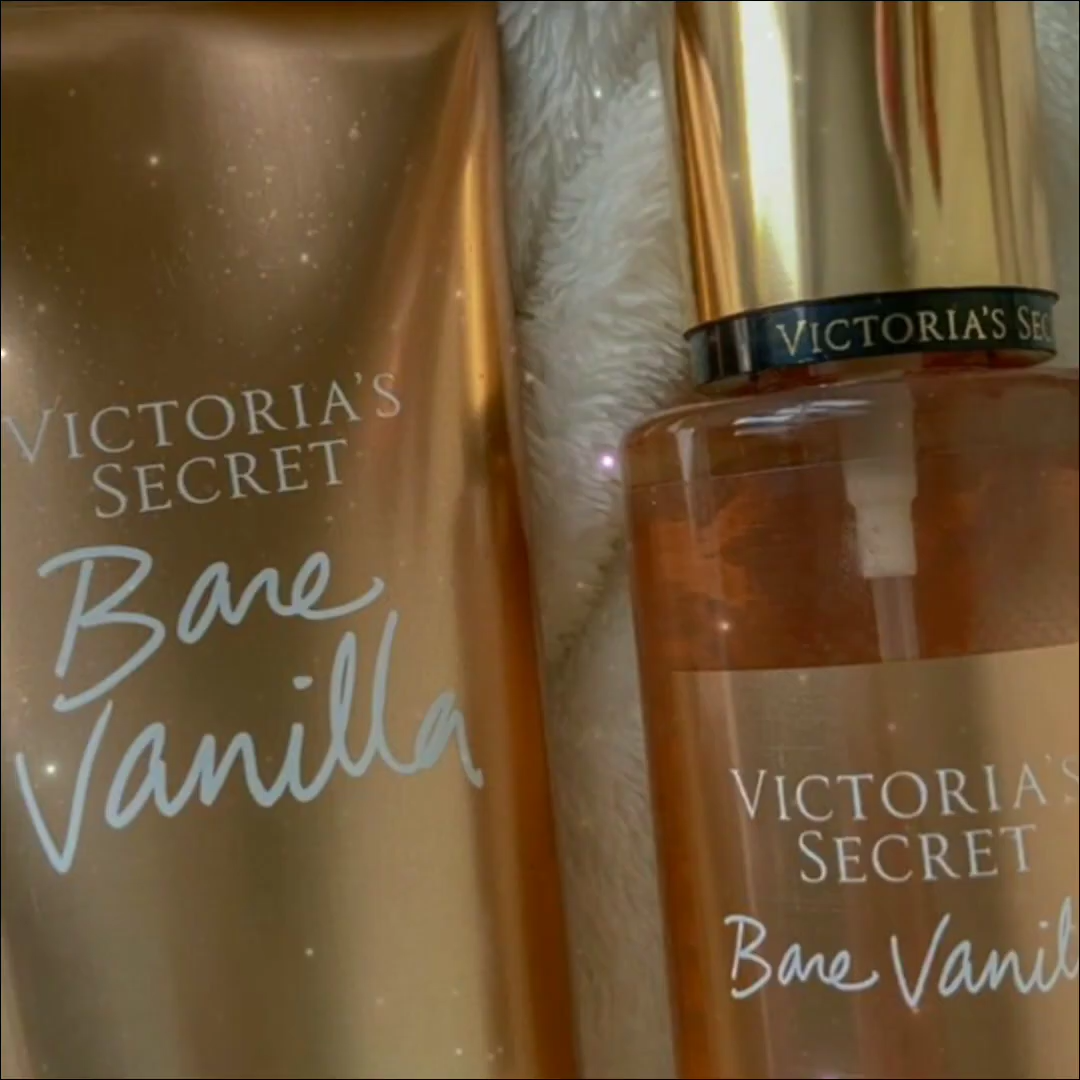 VICTORIA'S
SECRET
Bare
Vanilla
VICTORIA'S SEC
VICTORIA'S
SECRET
Bare Vanil